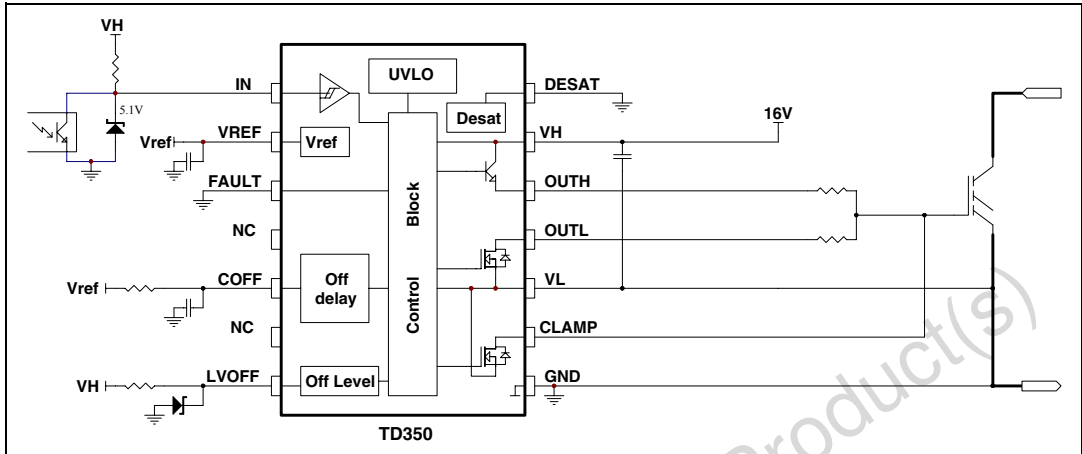 VH
IN
5.1V
Vref
VREF
FAULT
NC
Vref
COFF
NC
VH
LVOFF
UVLO
Desat
Vref
Control Block
Off delay
Off Level
DESAT
VH
16V
OUTH
OUTL
VL
CLAMP
GND
TD350
Product(s)